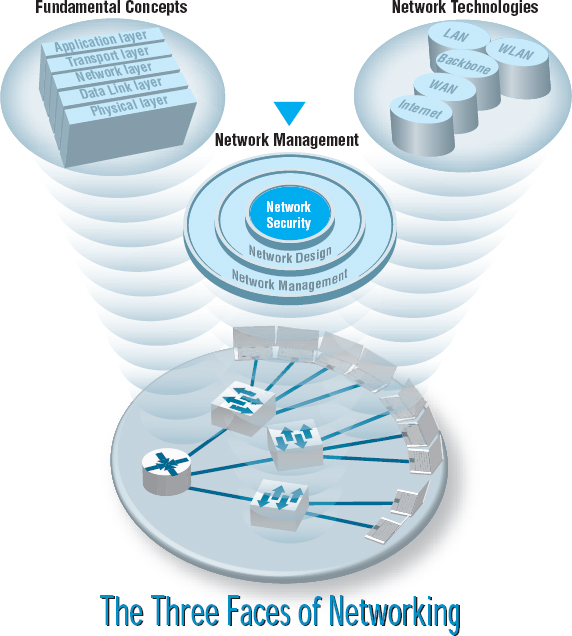 Fundamental Concepts
Application layer
Transport layer
Network layer
Data Link layer
Physical layer
Network Technologies
LAN
WLAN
Backbone
WAN
Internet
Network Management
Network
Security
Network Design
Network Management
The Three Faces of Networking